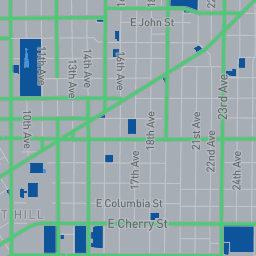 E John St
11th Ave
13th Ave
14th Ave
16th Ave
10th Ave
18th Ave
21st Ave
22nd Ave
23rd Ave
17th Ave
24th Ave
E Columbia St
T HILL
E Cherry St